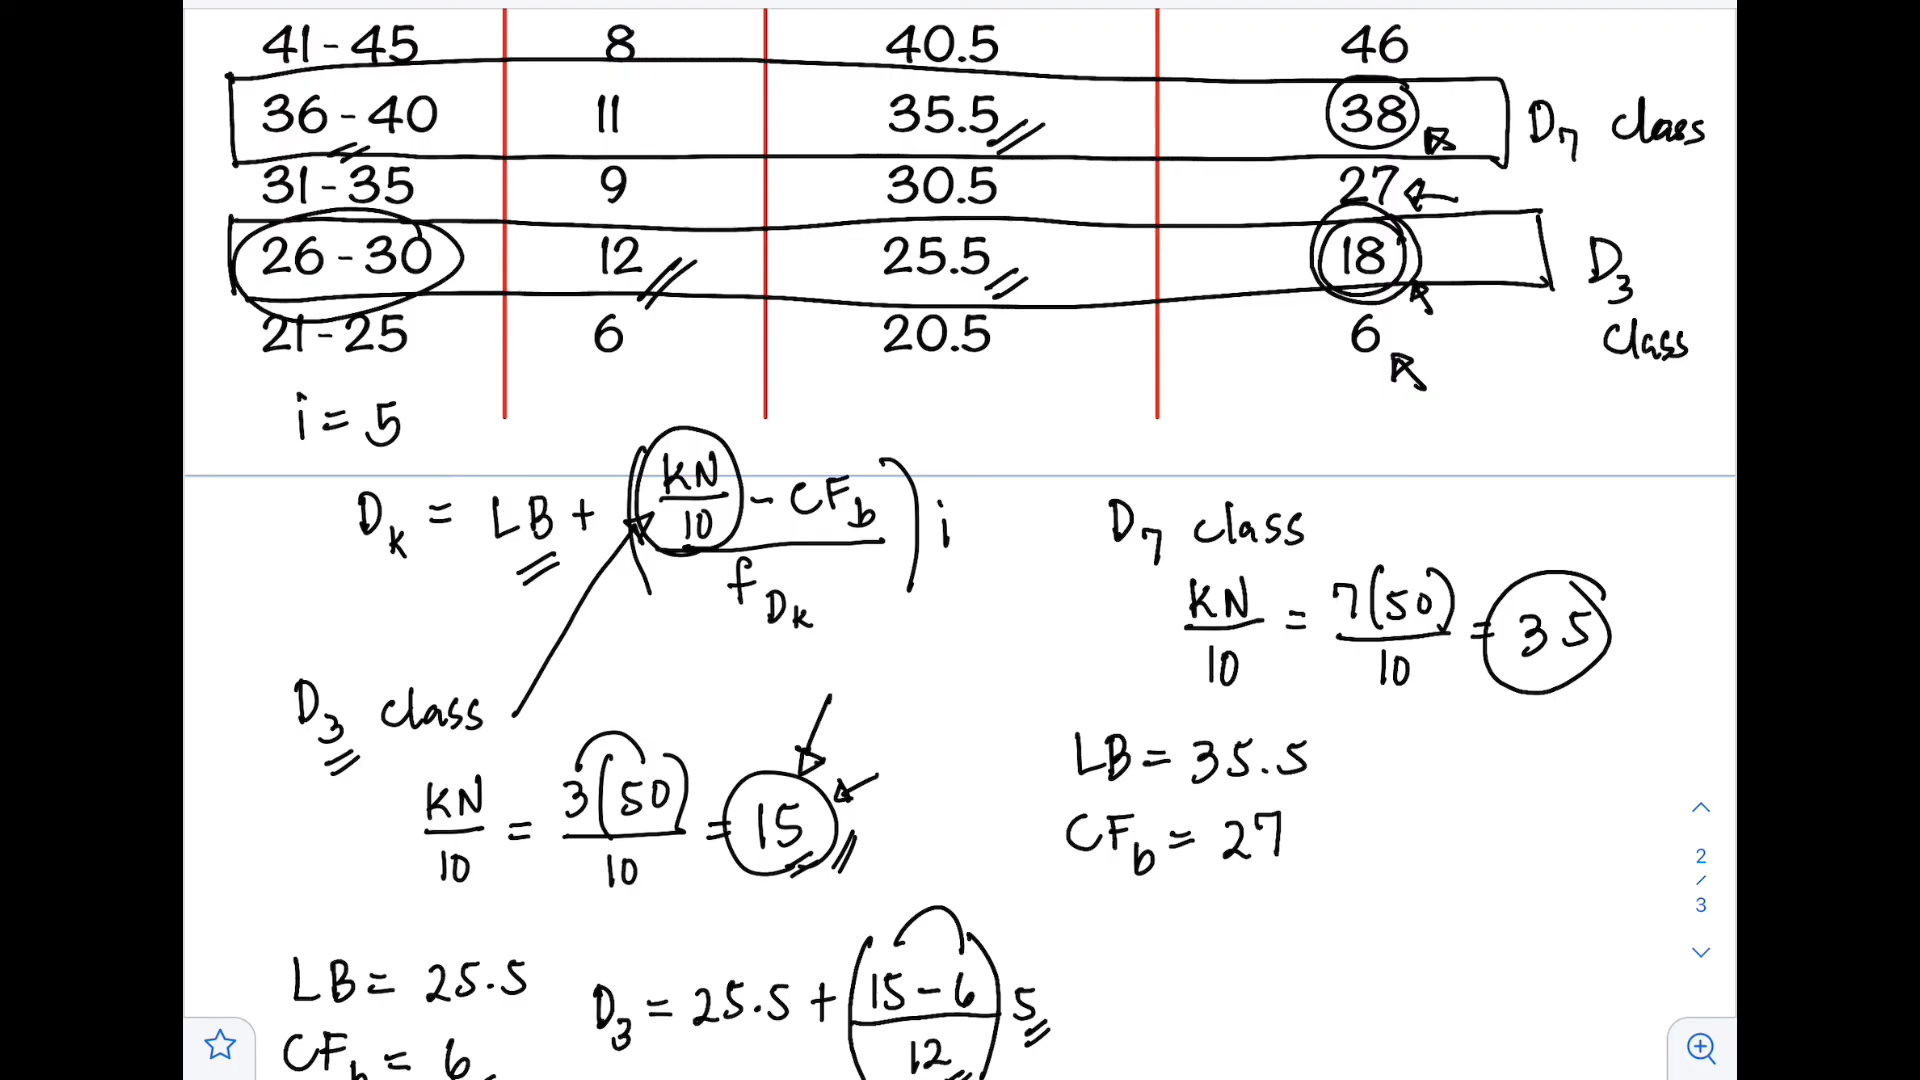 41 - 45 8 40.5 46
36 - 40 11 35.5 38 D7 class
31 - 35 9 30.5 27
26 - 30 12 25.5 18 D3
21 - 25 6 20.5 6 class
i = 5
Dk = LB + (KN/10 - CFb / fDk) i
D7 class
KN/10 = 7(50)/10 = 35
LB = 35.5
CFb = 27
D3 class
KN/10 = 3(50)/10 = 15
LB = 25.5
CFb = 6
D3 = 25.5 + (15 - 6 / 12) 5
2
/
3